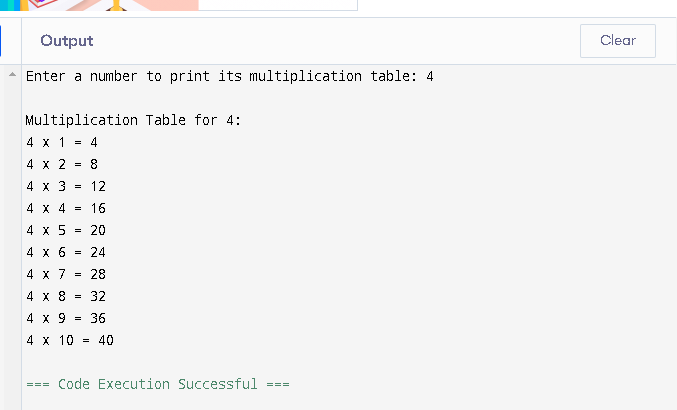 Output
Clear
Enter a number to print its multiplication table: 4
Multiplication Table for 4:
4 x 1 = 4
4 x 2 = 8
4 x 3 = 12
4 x 4 = 16
4 x 5 = 20
4 x 6 = 24
4 x 7 = 28
4 x 8 = 32
4 x 9 = 36
4 x 10 = 40
=== Code Execution Successful ===